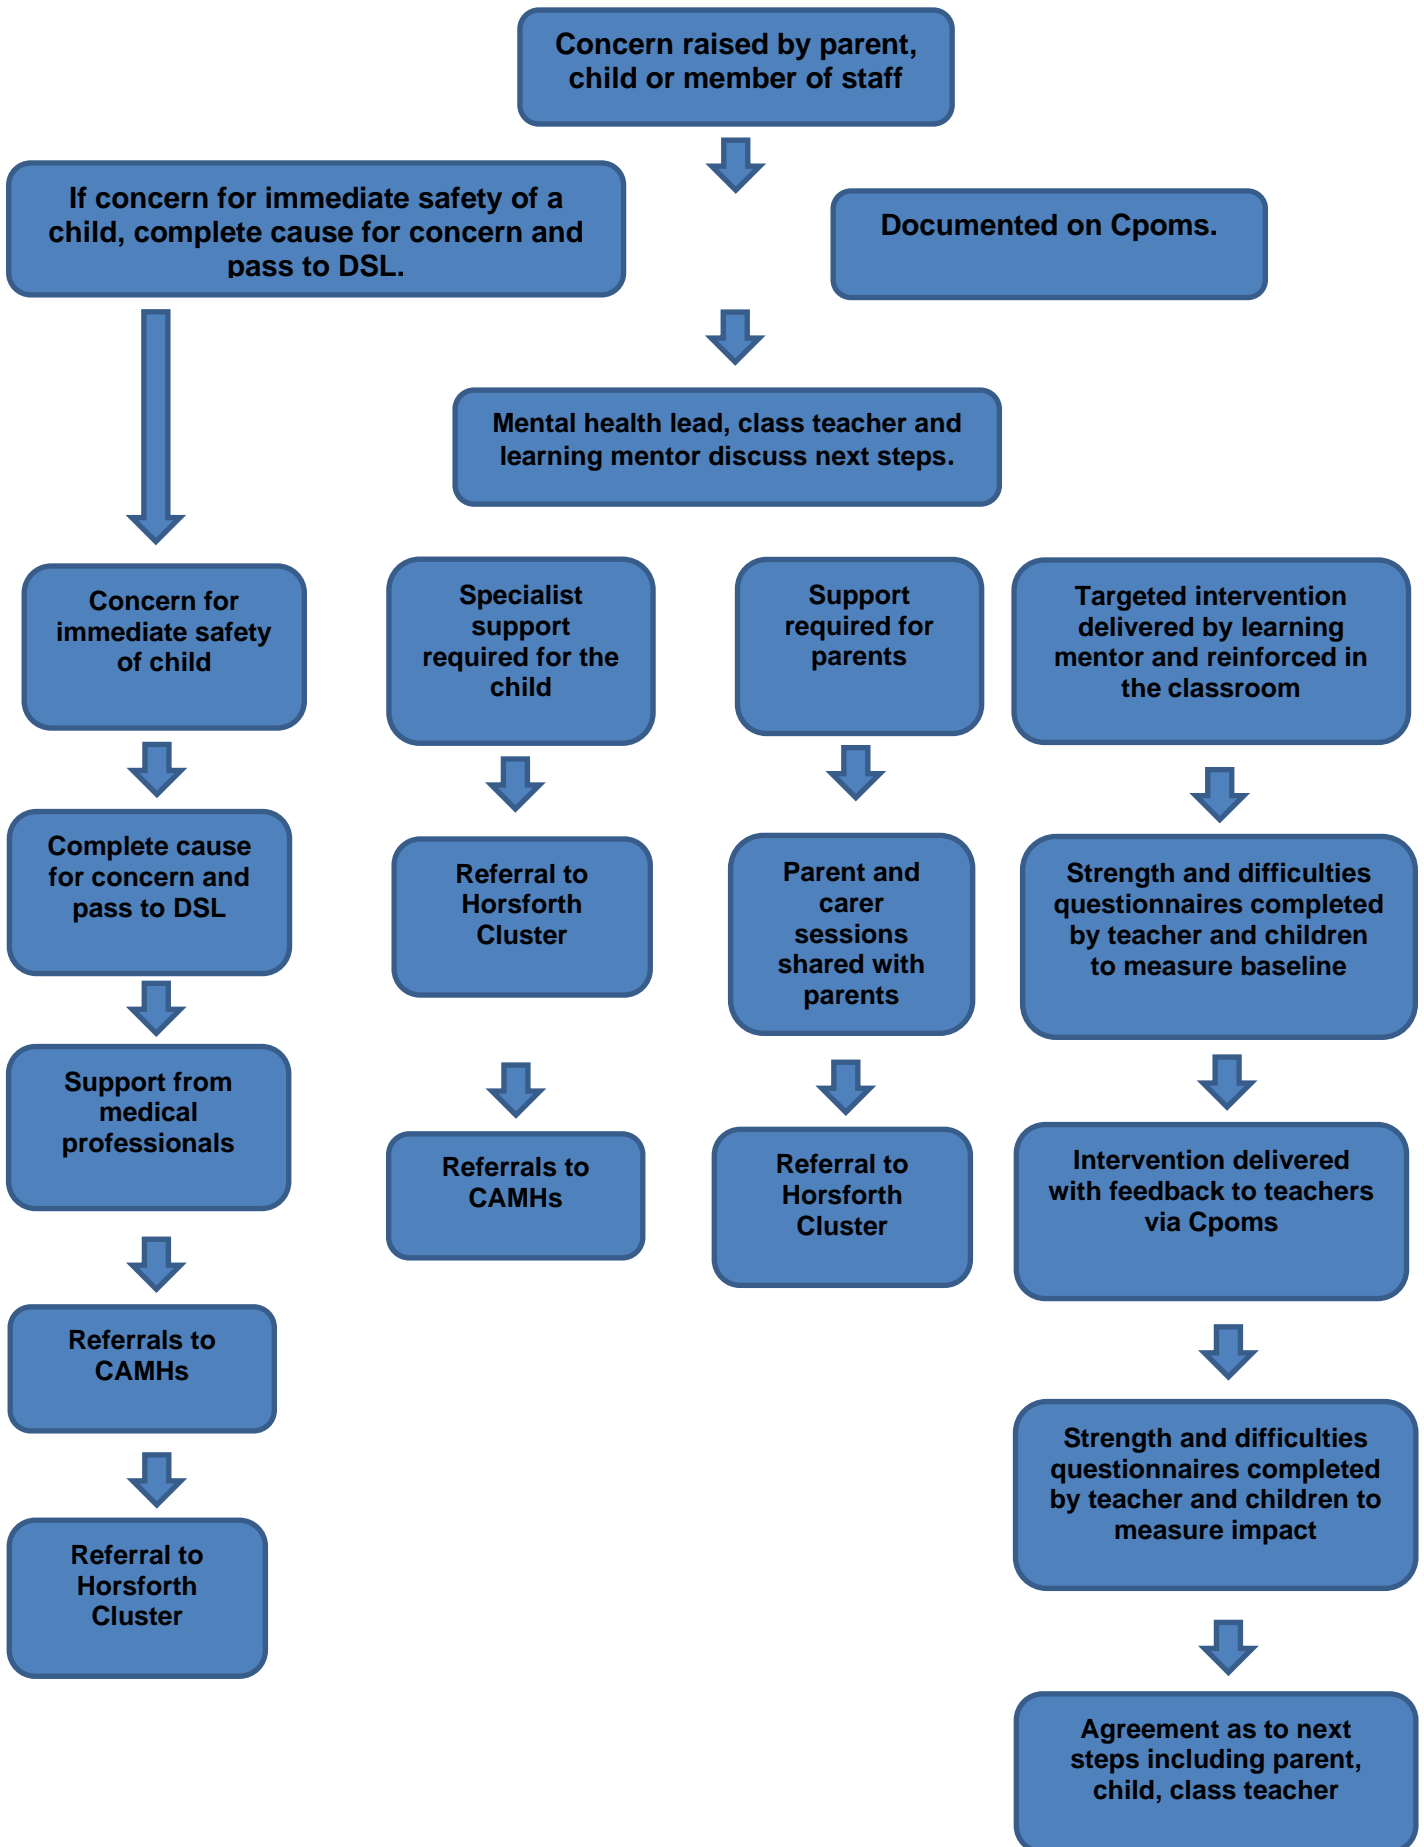 Concern raised by parent,
child or member of staff
If concern for immediate safety of a
child, complete cause for concern and
pass to DSL.
Documented on Cpoms.
Mental health lead, class teacher and
learning mentor discuss next steps.
Concern for
immediate safety
of child
Complete cause
for concern and
pass to DSL
Support from
medical
professionals
Referrals to
CAMHs
Referral to
Horsforth
Cluster
Specialist
support
required for the
child
Referral to
Horsforth
Cluster
Referrals to
CAMHs
Support
required for
parents
Parent and
carer
sessions
shared with
parents
Referral to
Horsforth
Cluster
Targeted intervention
delivered by learning
mentor and reinforced in
the classroom
Strength and difficulties
questionnaires completed
by teacher and children
to measure baseline
Intervention delivered
with feedback to teachers
via Cpoms
Strength and difficulties
questionnaires completed
by teacher and children to
measure impact
Agreement as to next
steps including parent,
child, class teacher